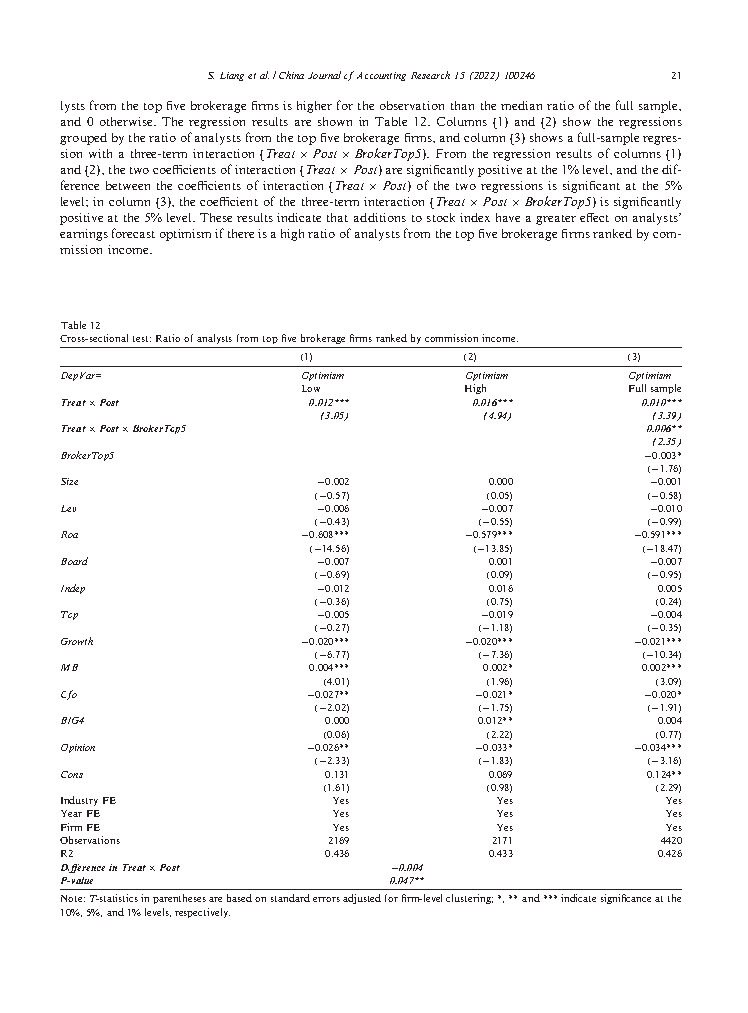 S. Liang et al. / China Journal of Accounting Research 15 (2022) 100246 21
lysts from the top five brokerage firms is higher for the observation than the median ratio of the full sample,
and 0 otherwise. The regression results are shown in Table 12. Columns {1} and {2} show the regressions
grouped by the ratio of analysts from the top five brokerage firms, and column {3} shows a full-sample regres-
sion with a three-term interaction {Treat × Post × BrokerTop5}. From the regression results of columns {1}
and {2}, the two coefficients of interaction {Treat × Post} are significantly positive at the 1% level, and the dif-
ference between the coefficients of interaction {Treat × Post} of the two regressions is significant at the 5%
level; in column {3}, the coefficient of the three-term interaction {Treat × Post × BrokerTop5} is significantly
positive at the 5% level. These results indicate that additions to stock index have a greater effect on analysts'
earnings forecast optimism if there is a high ratio of analysts from the top five brokerage firms ranked by com-
mission income.
Table 12
Cross-sectional test: Ratio of analysts from top five brokerage firms ranked by commission income.
(1) (2) (3)
DepVar= Optimism Optimism Optimism
Low High Full sample
Treat × Post 0.012*** 0.016*** 0.010***
(3.05) (4.94) (3.39)
Treat × Post × BrokerTop5 0.006**
(2.35)
BrokerTop5 −0.003*
(−1.76)
Size −0.002 0.000 −0.001
(−0.57) (0.05) (−0.58)
Lev −0.006 −0.007 −0.010
(−0.43) (−0.55) (−0.99)
Roa −0.608*** −0.579*** −0.591***
(−14.56) (−13.85) (−18.47)
Board −0.007 0.001 −0.007
(−0.69) (0.09) (−0.95)
Indep −0.012 0.016 0.005
(−0.36) (0.75) (0.24)
Top −0.005 −0.019 −0.004
(−0.27) (−1.18) (−0.35)
Growth −0.020*** −0.020*** −0.021***
(−6.77) (−7.36) (−10.34)
MB 0.004*** 0.002* 0.002***
(4.01) (1.96) (3.09)
Cfo −0.027** −0.021* −0.020*
(−2.02) (−1.75) (−1.91)
BIG4 0.000 0.012** 0.004
(0.06) (2.22) (0.77)
Opinion −0.026** −0.033* −0.034***
(−2.33) (−1.83) (−3.16)
Cons 0.131 0.069 0.124**
(1.61) (0.98) (2.29)
Industry FE Yes Yes Yes
Year FE Yes Yes Yes
Firm FE Yes Yes Yes
Observations 2169 2171 4420
R2 0.436 0.433 0.426
Difference in Treat × Post −0.004
P-value 0.047**
Note: T-statistics in parentheses are based on standard errors adjusted for firm-level clustering; *, ** and *** indicate significance at the
10%, 5%, and 1% levels, respectively.